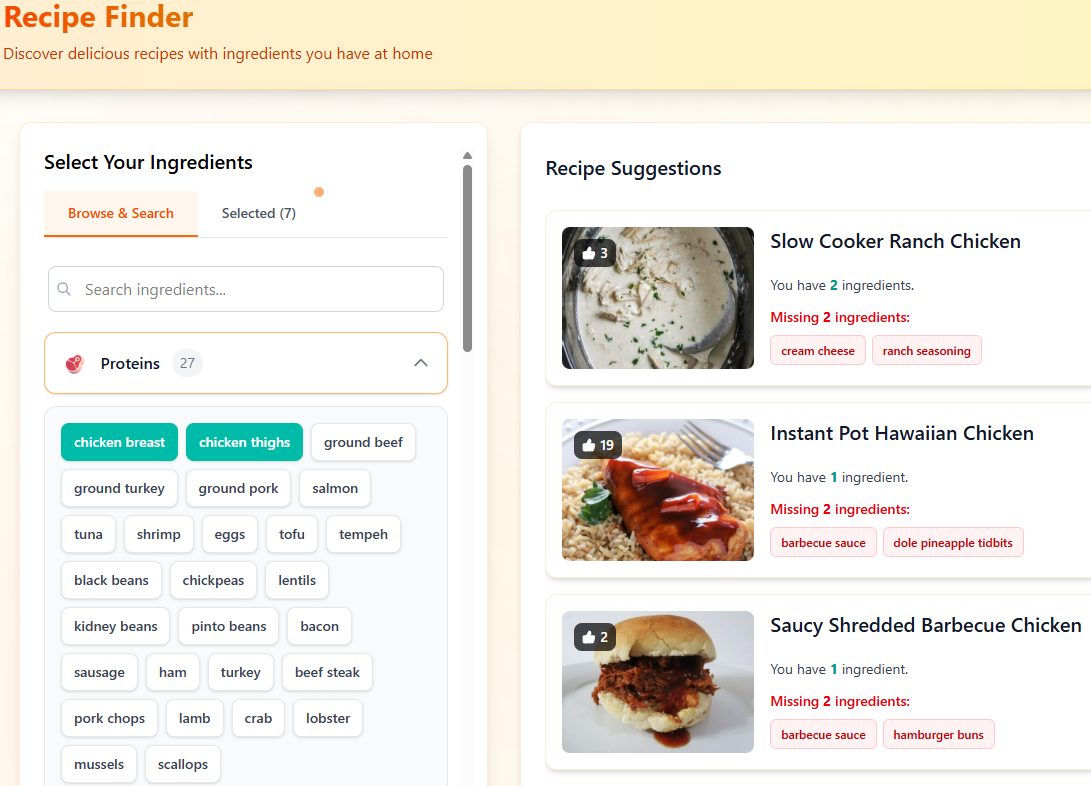 Recipe Finder
Discover delicious recipes with ingredients you have at home
Select Your Ingredients
Browse & Search
Selected (7)
Search ingredients...
Proteins 27
chicken breast chicken thighs ground beef
ground turkey ground pork salmon
tuna shrimp eggs tofu tempeh
black beans chickpeas lentils
kidney beans pinto beans bacon
sausage ham turkey beef steak
pork chops lamb crab lobster
mussels scallops
Recipe Suggestions
3
Slow Cooker Ranch Chicken
You have 2 ingredients.
Missing 2 ingredients:
cream cheese ranch seasoning
19
Instant Pot Hawaiian Chicken
You have 1 ingredient.
Missing 2 ingredients:
barbecue sauce dole pineapple tidbits
2
Saucy Shredded Barbecue Chicken
You have 1 ingredient.
Missing 2 ingredients:
barbecue sauce hamburger buns